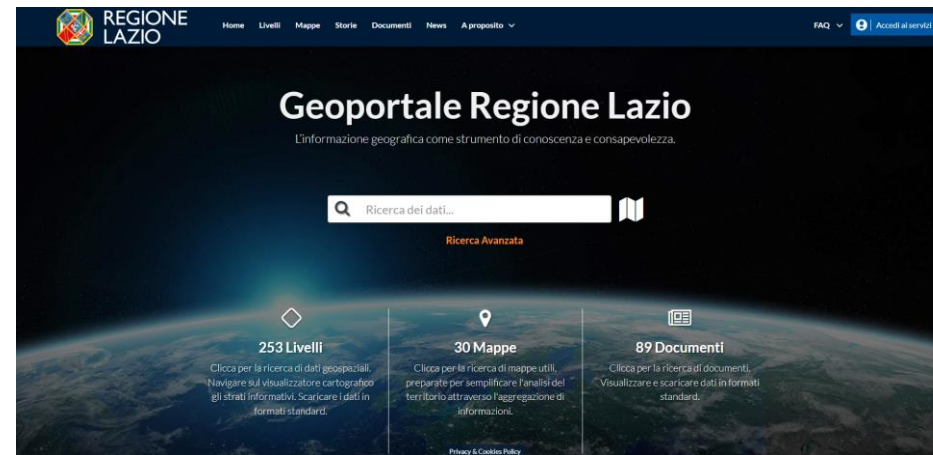 REGIONE
LAZIO
Home Livelli Mappe Storie Documenti News A proposito
FAQ Accedi ai servizi
Geoportale Regione Lazio
L'informazione geografica come strumento di conoscenza e consapevolezza.
Ricerca dei dati...
Ricerca Avanzata
253 Livelli
Clicca per la ricerca di dati geospaziali.
Navigare sul visualizzatore cartografico
gli strati informativi. Scaricare i dati in
formati standard.
30 Mappe
Clicca per la ricerca di mappe utili,
preparate per semplificare l'analisi del
territorio attraverso l'aggregazione di
informazioni.
89 Documenti
Clicca per la ricerca di documenti.
Visualizzare e scaricare dati in formati
standard.
Privacy & Cookies Policy